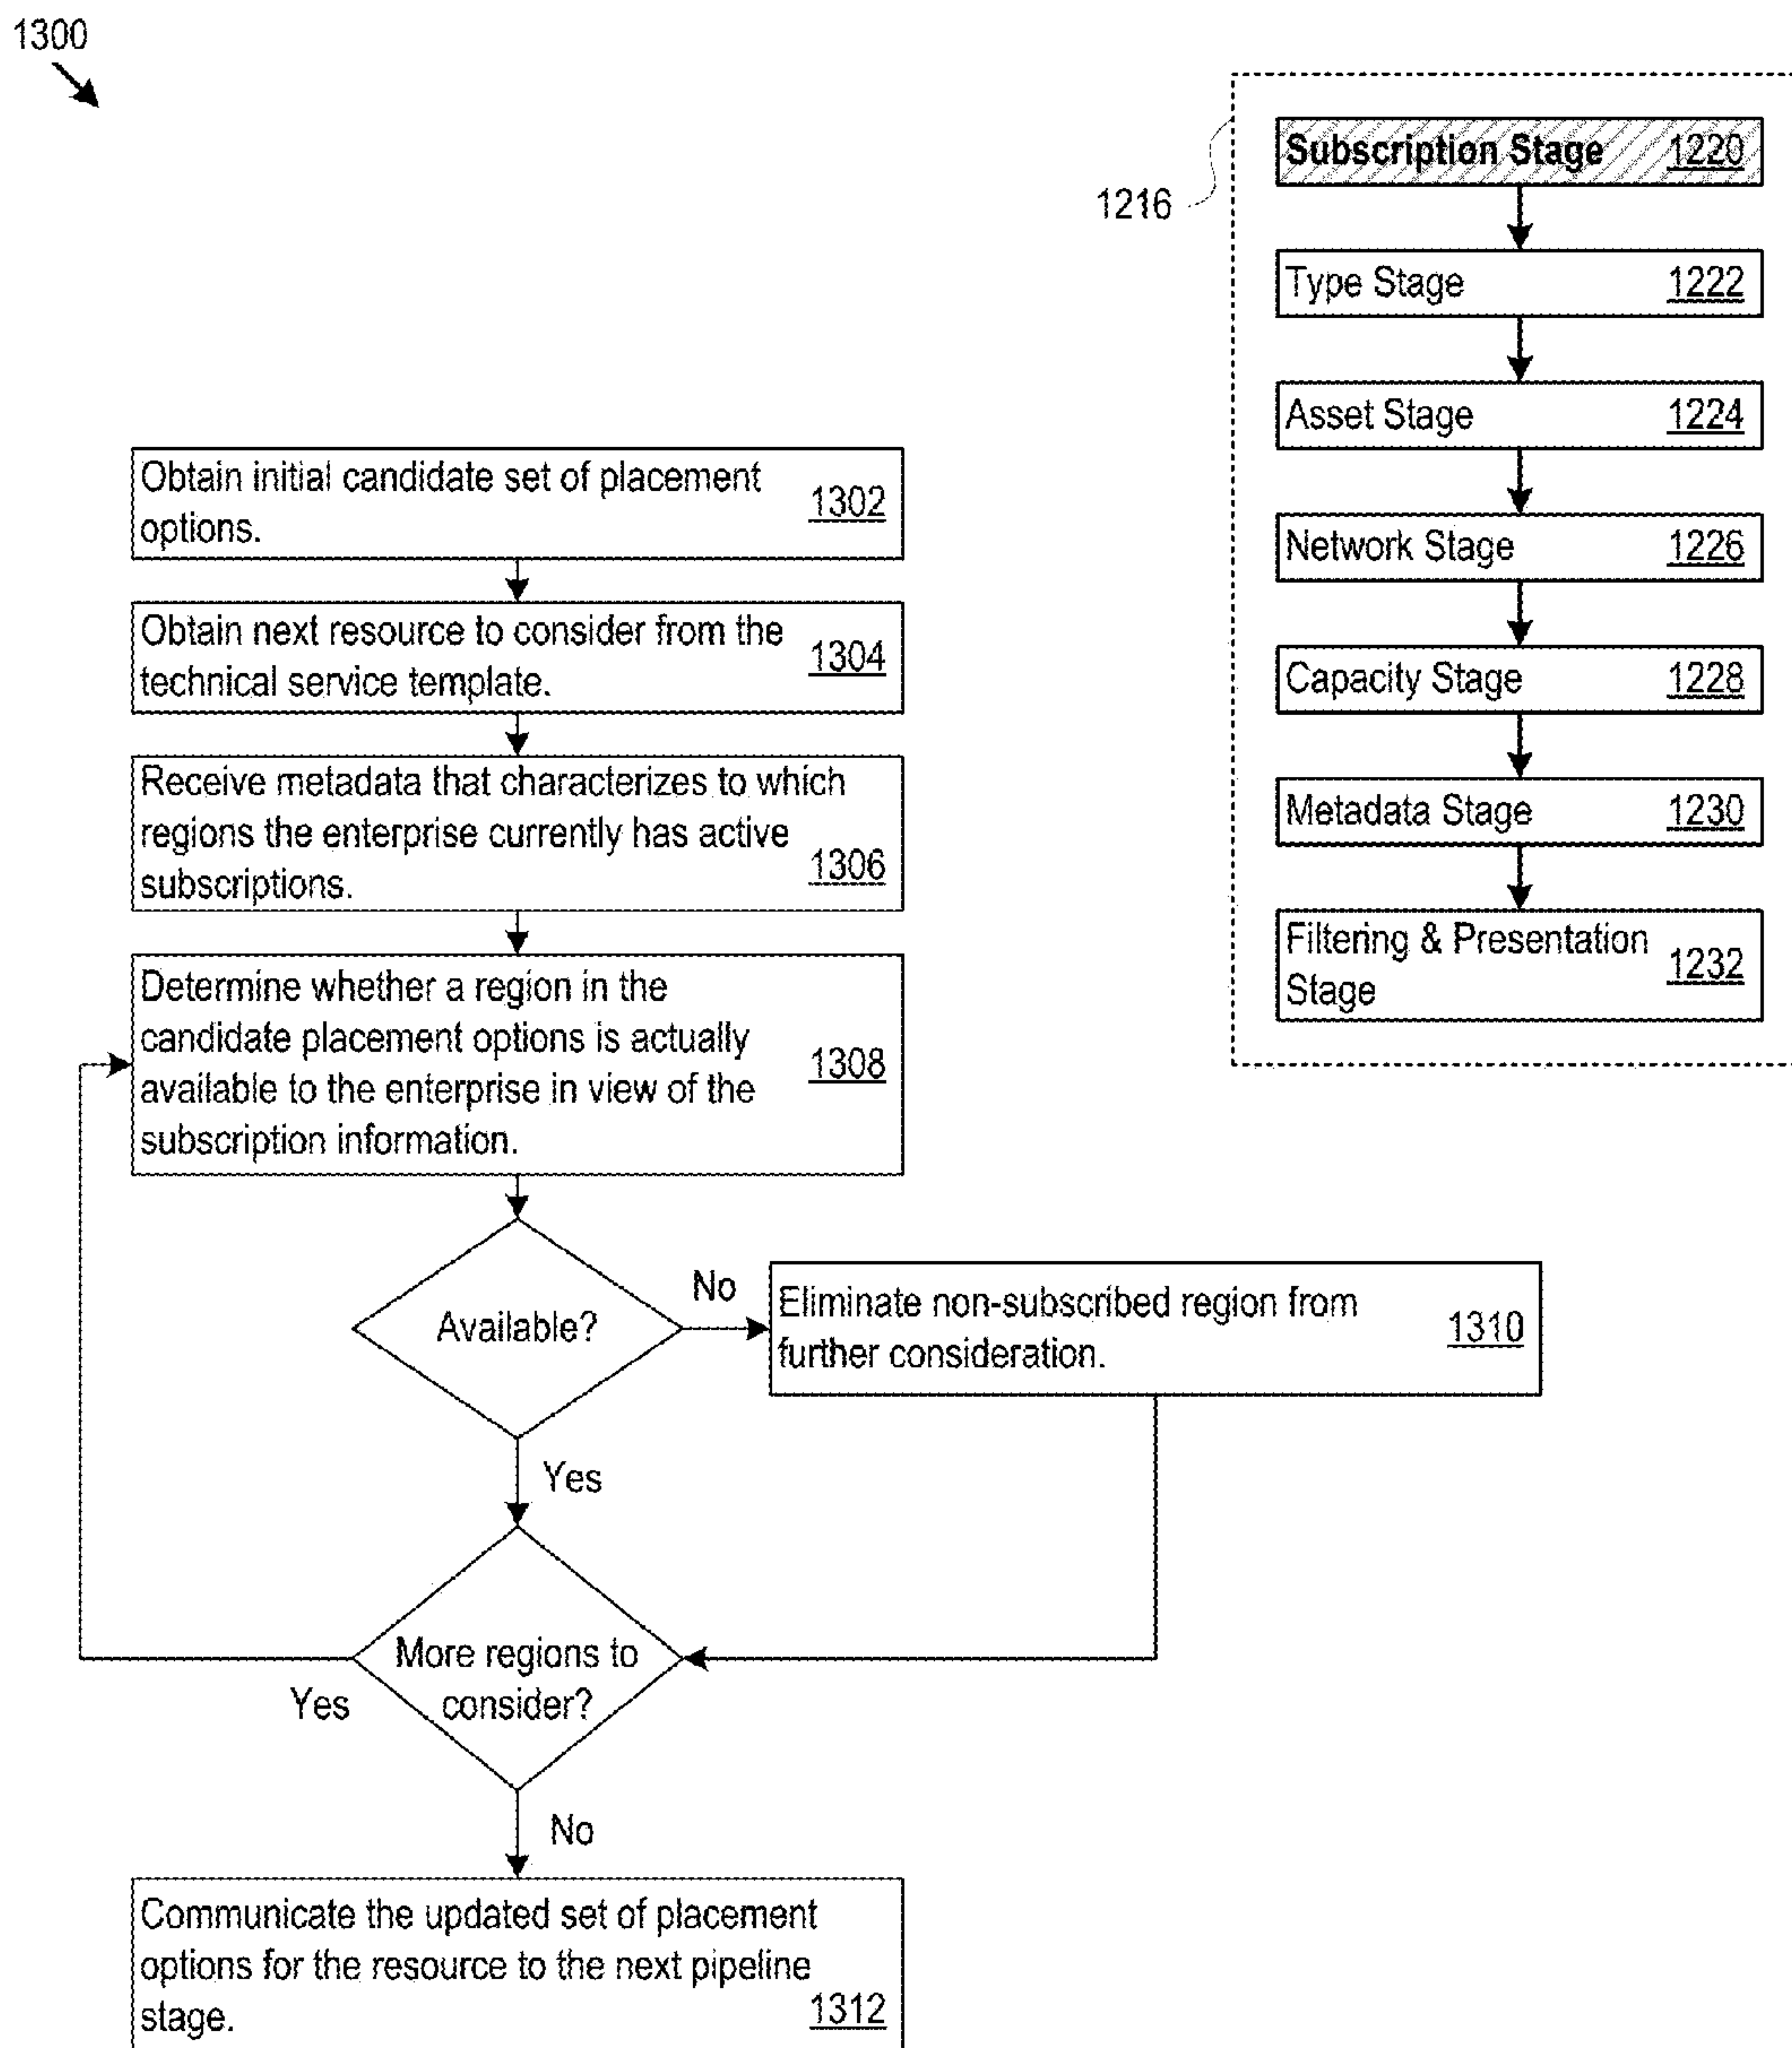 1300
1216
Subscription Stage 1220
Type Stage 1222
Asset Stage 1224
Network Stage 1226
Capacity Stage 1228
Metadata Stage 1230
Filtering & Presentation
Stage 1232
Obtain initial candidate set of placement
options. 1302
Obtain next resource to consider from the
technical service template. 1304
Receive metadata that characterizes to which
regions the enterprise currently has active
subscriptions. 1306
Determine whether a region in the
candidate placement options is actually
available to the enterprise in view of the
subscription information. 1308
Available?
No
Eliminate non-subscribed region from
further consideration. 1310
Yes
More regions to
consider?
Yes
No
Communicate the updated set of placement
options for the resource to the next pipeline
stage. 1312